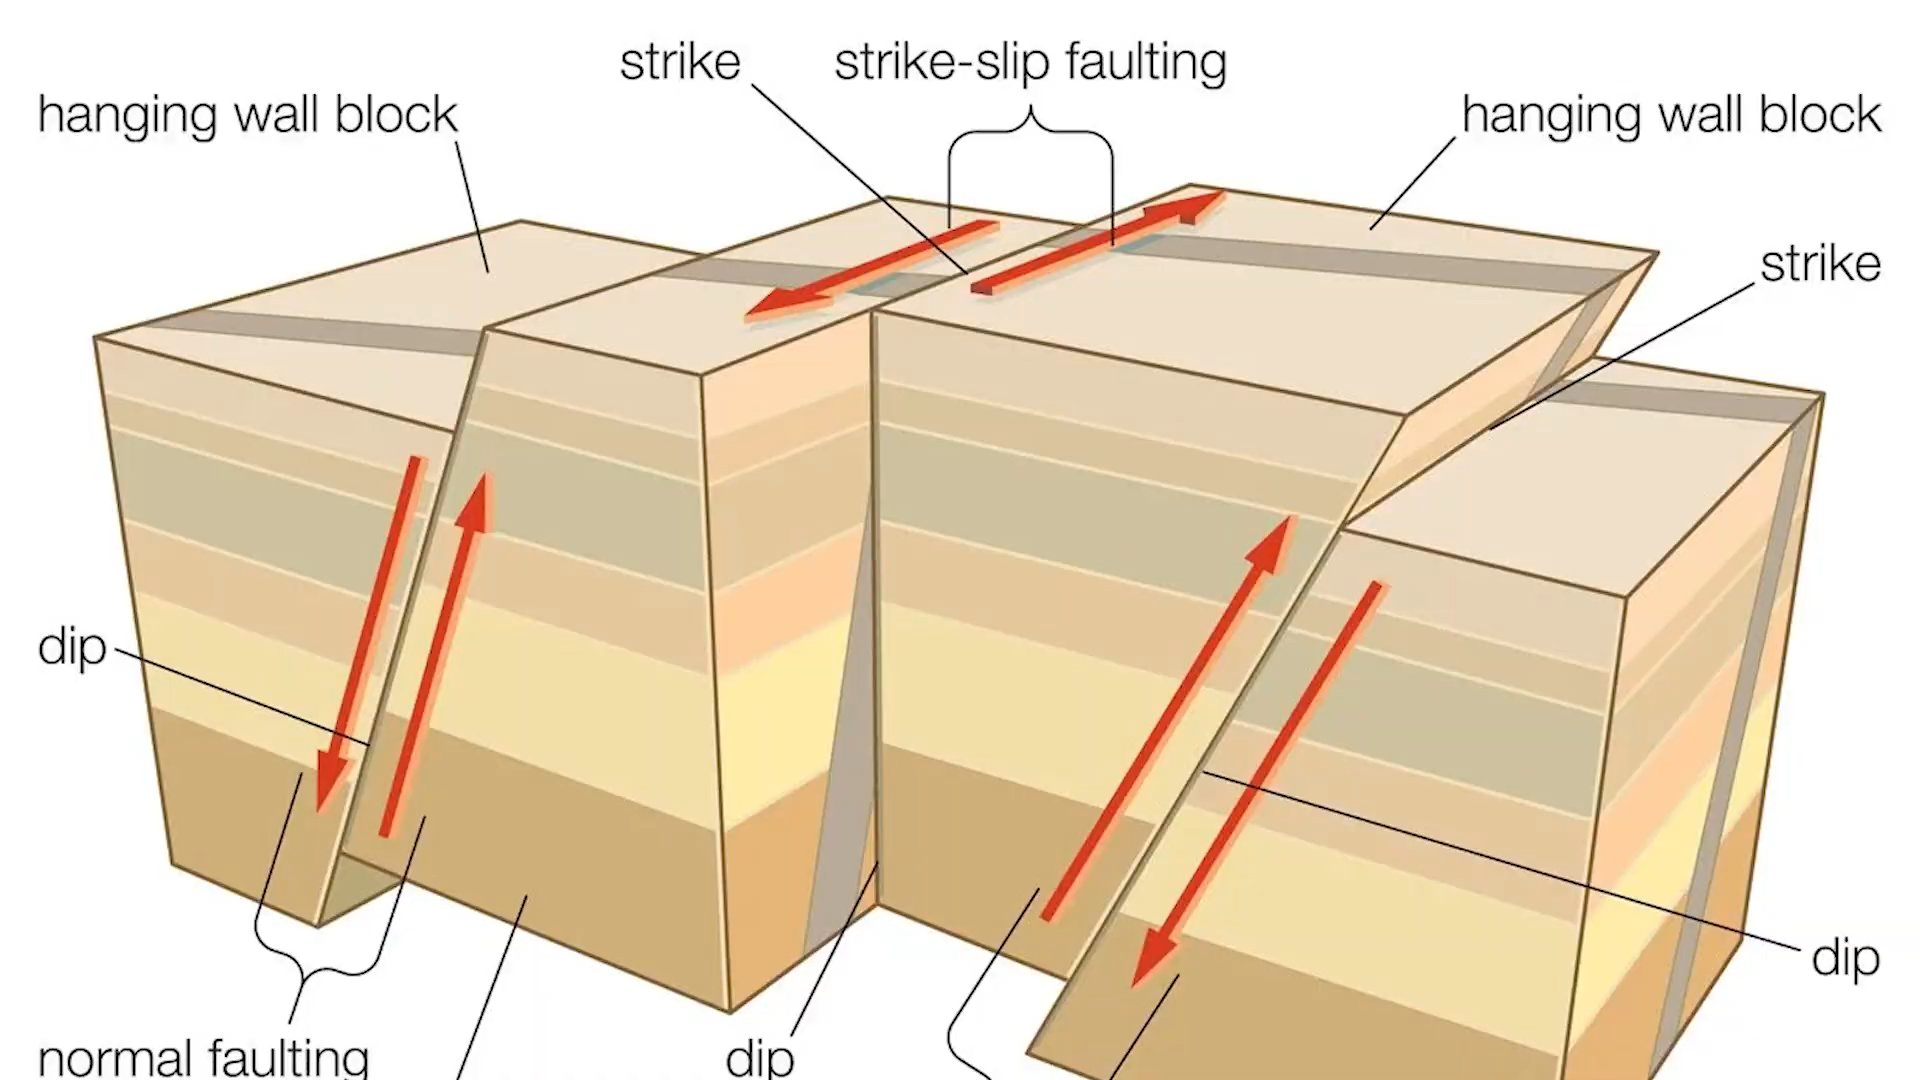 strike
strike-slip faulting
hanging wall block
hanging wall block
strike
dip
dip
normal faulting
dip